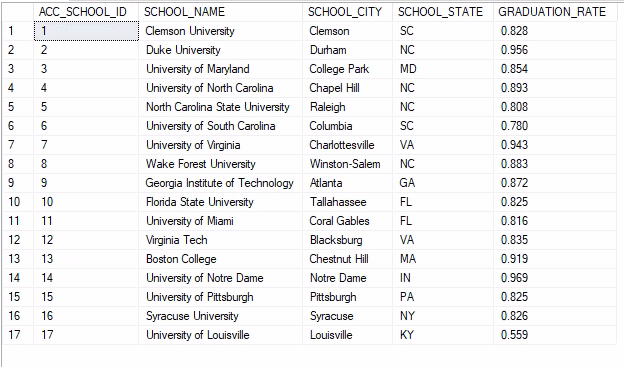 ACC_SCHOOL_ID SCHOOL_NAME SCHOOL_CITY SCHOOL_STATE GRADUATION_RATE
1 1 Clemson University Clemson SC 0.828
2 2 Duke University Durham NC 0.956
3 3 University of Maryland College Park MD 0.854
4 4 University of North Carolina Chapel Hill NC 0.893
5 5 North Carolina State University Raleigh NC 0.808
6 6 University of South Carolina Columbia SC 0.780
7 7 University of Virginia Charlottesville VA 0.943
8 8 Wake Forest University Winston-Salem NC 0.883
9 9 Georgia Institute of Technology Atlanta GA 0.872
10 10 Florida State University Tallahassee FL 0.825
11 11 University of Miami Coral Gables FL 0.816
12 12 Virginia Tech Blacksburg VA 0.835
13 13 Boston College Chestnut Hill MA 0.919
14 14 University of Notre Dame Notre Dame IN 0.969
15 15 University of Pittsburgh Pittsburgh PA 0.825
16 16 Syracuse University Syracuse NY 0.826
17 17 University of Louisville Louisville KY 0.559